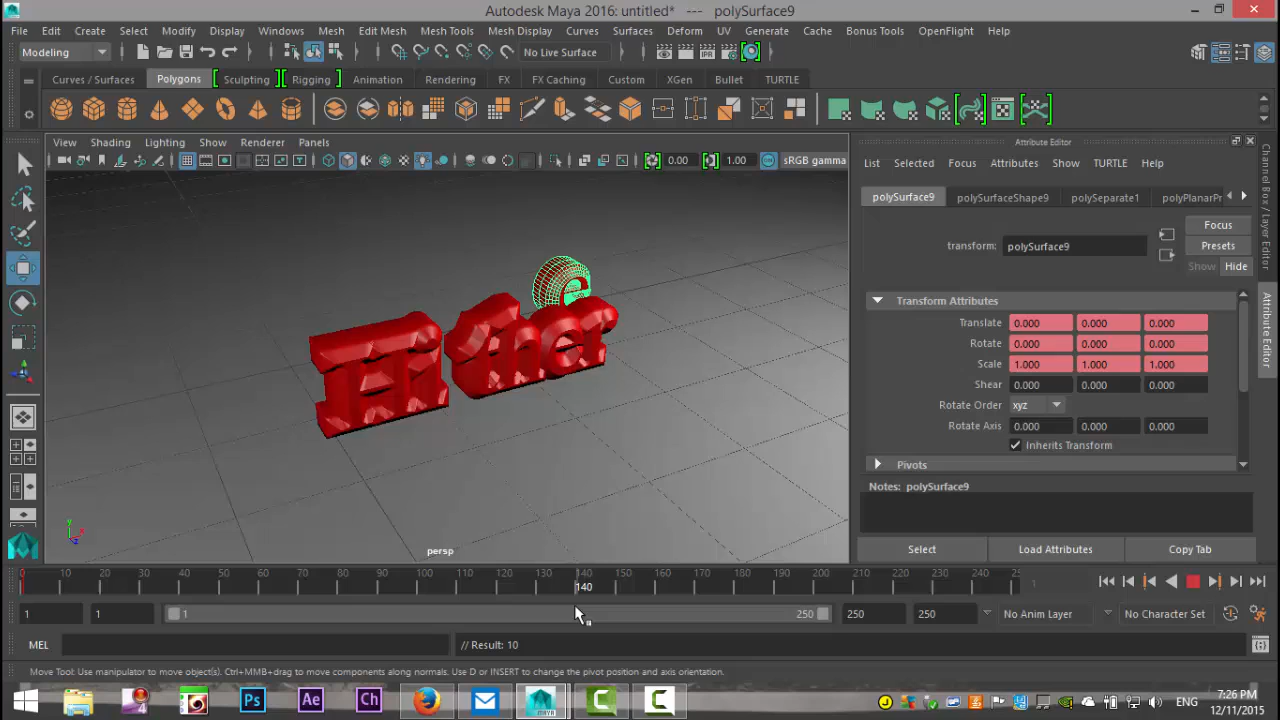 Autodesk Maya 2016: untitled* --- polySurface9
File Edit Create Select Modify Display Windows Mesh Edit Mesh Mesh Tools Mesh Display Curves Surfaces Deform UV Generate Cache Bonus Tools OpenFlight Help
Modeling No Live Surface
Curves / Surfaces Polygons Sculpting Rigging Animation Rendering FX FX Caching Custom XGen Bullet TURTLE
View Shading Lighting Show Renderer Panels
0.00 1.00 sRGB gamma
Attribute Editor
List Selected Focus Attributes Show TURTLE Help
polySurface9 polySurfaceShape9 polySeparate1 polyPlanarPr
transform: polySurface9
Focus
Presets
Show Hide
Transform Attributes
Translate 0.000 0.000 0.000
Rotate 0.000 0.000 0.000
Scale 1.000 1.000 1.000
Shear 0.000 0.000 0.000
Rotate Order xyz
Rotate Axis 0.000 0.000 0.000
Inherits Transform
Pivots
Notes: polySurface9
Select Load Attributes Copy Tab
Channel Box / Layer Editor
Attribute Editor
persp
0 10 20 30 40 50 60 70 80 90 100 110 120 130 140 150 160 170 180 190 200 210 220 230 240 25
140
1
1 1 1 250 250 250 No Anim Layer No Character Set
MEL // Result: 10
Move Tool: Use manipulator to move object(s). Ctrl+MMB+drag to move components along normals. Use D or INSERT to change the pivot position and axis orientation.
Ps Ae Ch MAYA
ENG
7:26 PM
12/11/2015